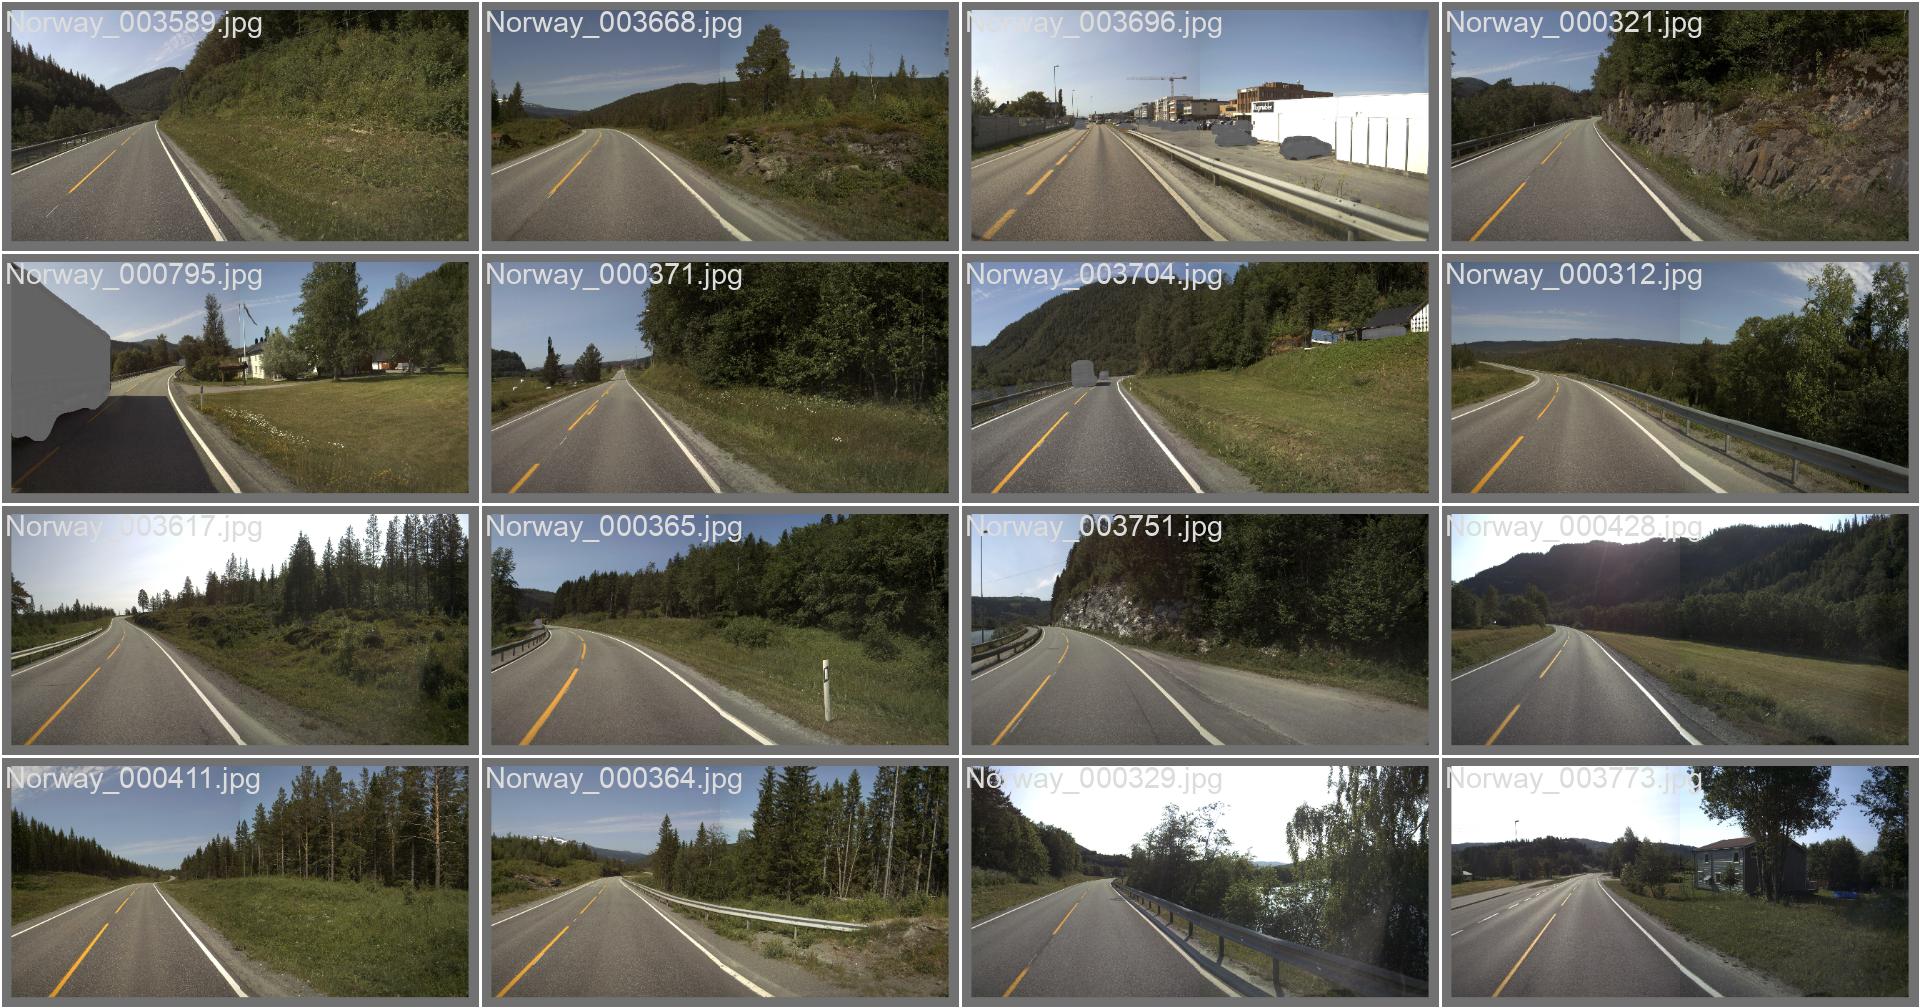 Norway_003589.jpg
Norway_003668.jpg
Norway_003696.jpg
Norway_000321.jpg
Norway_000795.jpg
Norway_000371.jpg
Norway_003704.jpg
Norway_000312.jpg
Norway_003617.jpg
Norway_000365.jpg
Norway_003751.jpg
Norway_000428.jpg
Norway_000411.jpg
Norway_000364.jpg
Norway_000329.jpg
Norway_003773.jpg